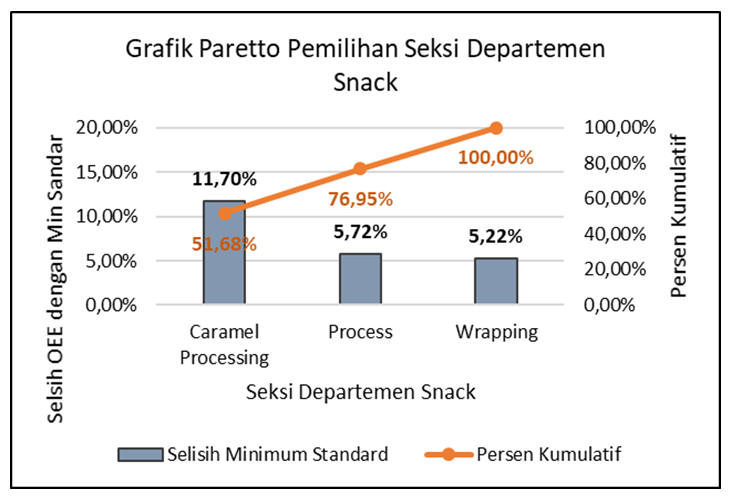 Grafik Paretto Pemilihan Seksi Departemen
Snack
Selsih OEE dengan Min Sandar
20,00%
15,00%
10,00%
5,00%
0,00%
11,70%
5,72%
5,22%
51,68%
76,95%
100,00%
100,00%
80,00%
60,00%
40,00%
20,00%
0,00%
Persen Kumulatif
Caramel
Processing
Process
Wrapping
Seksi Departemen Snack
Selisih Minimum Standard
Persen Kumulatif